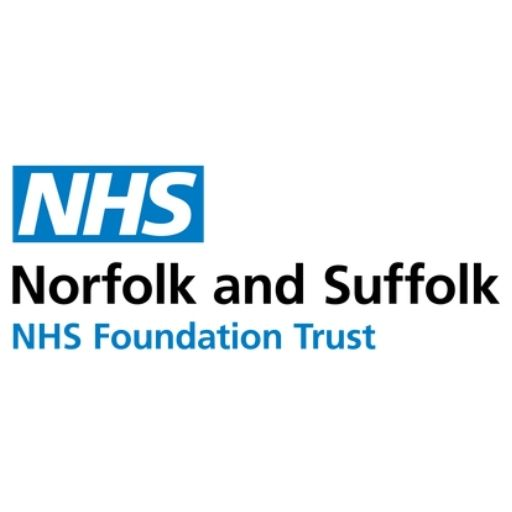 NHS
Norfolk and Suffolk
NHS Foundation Trust